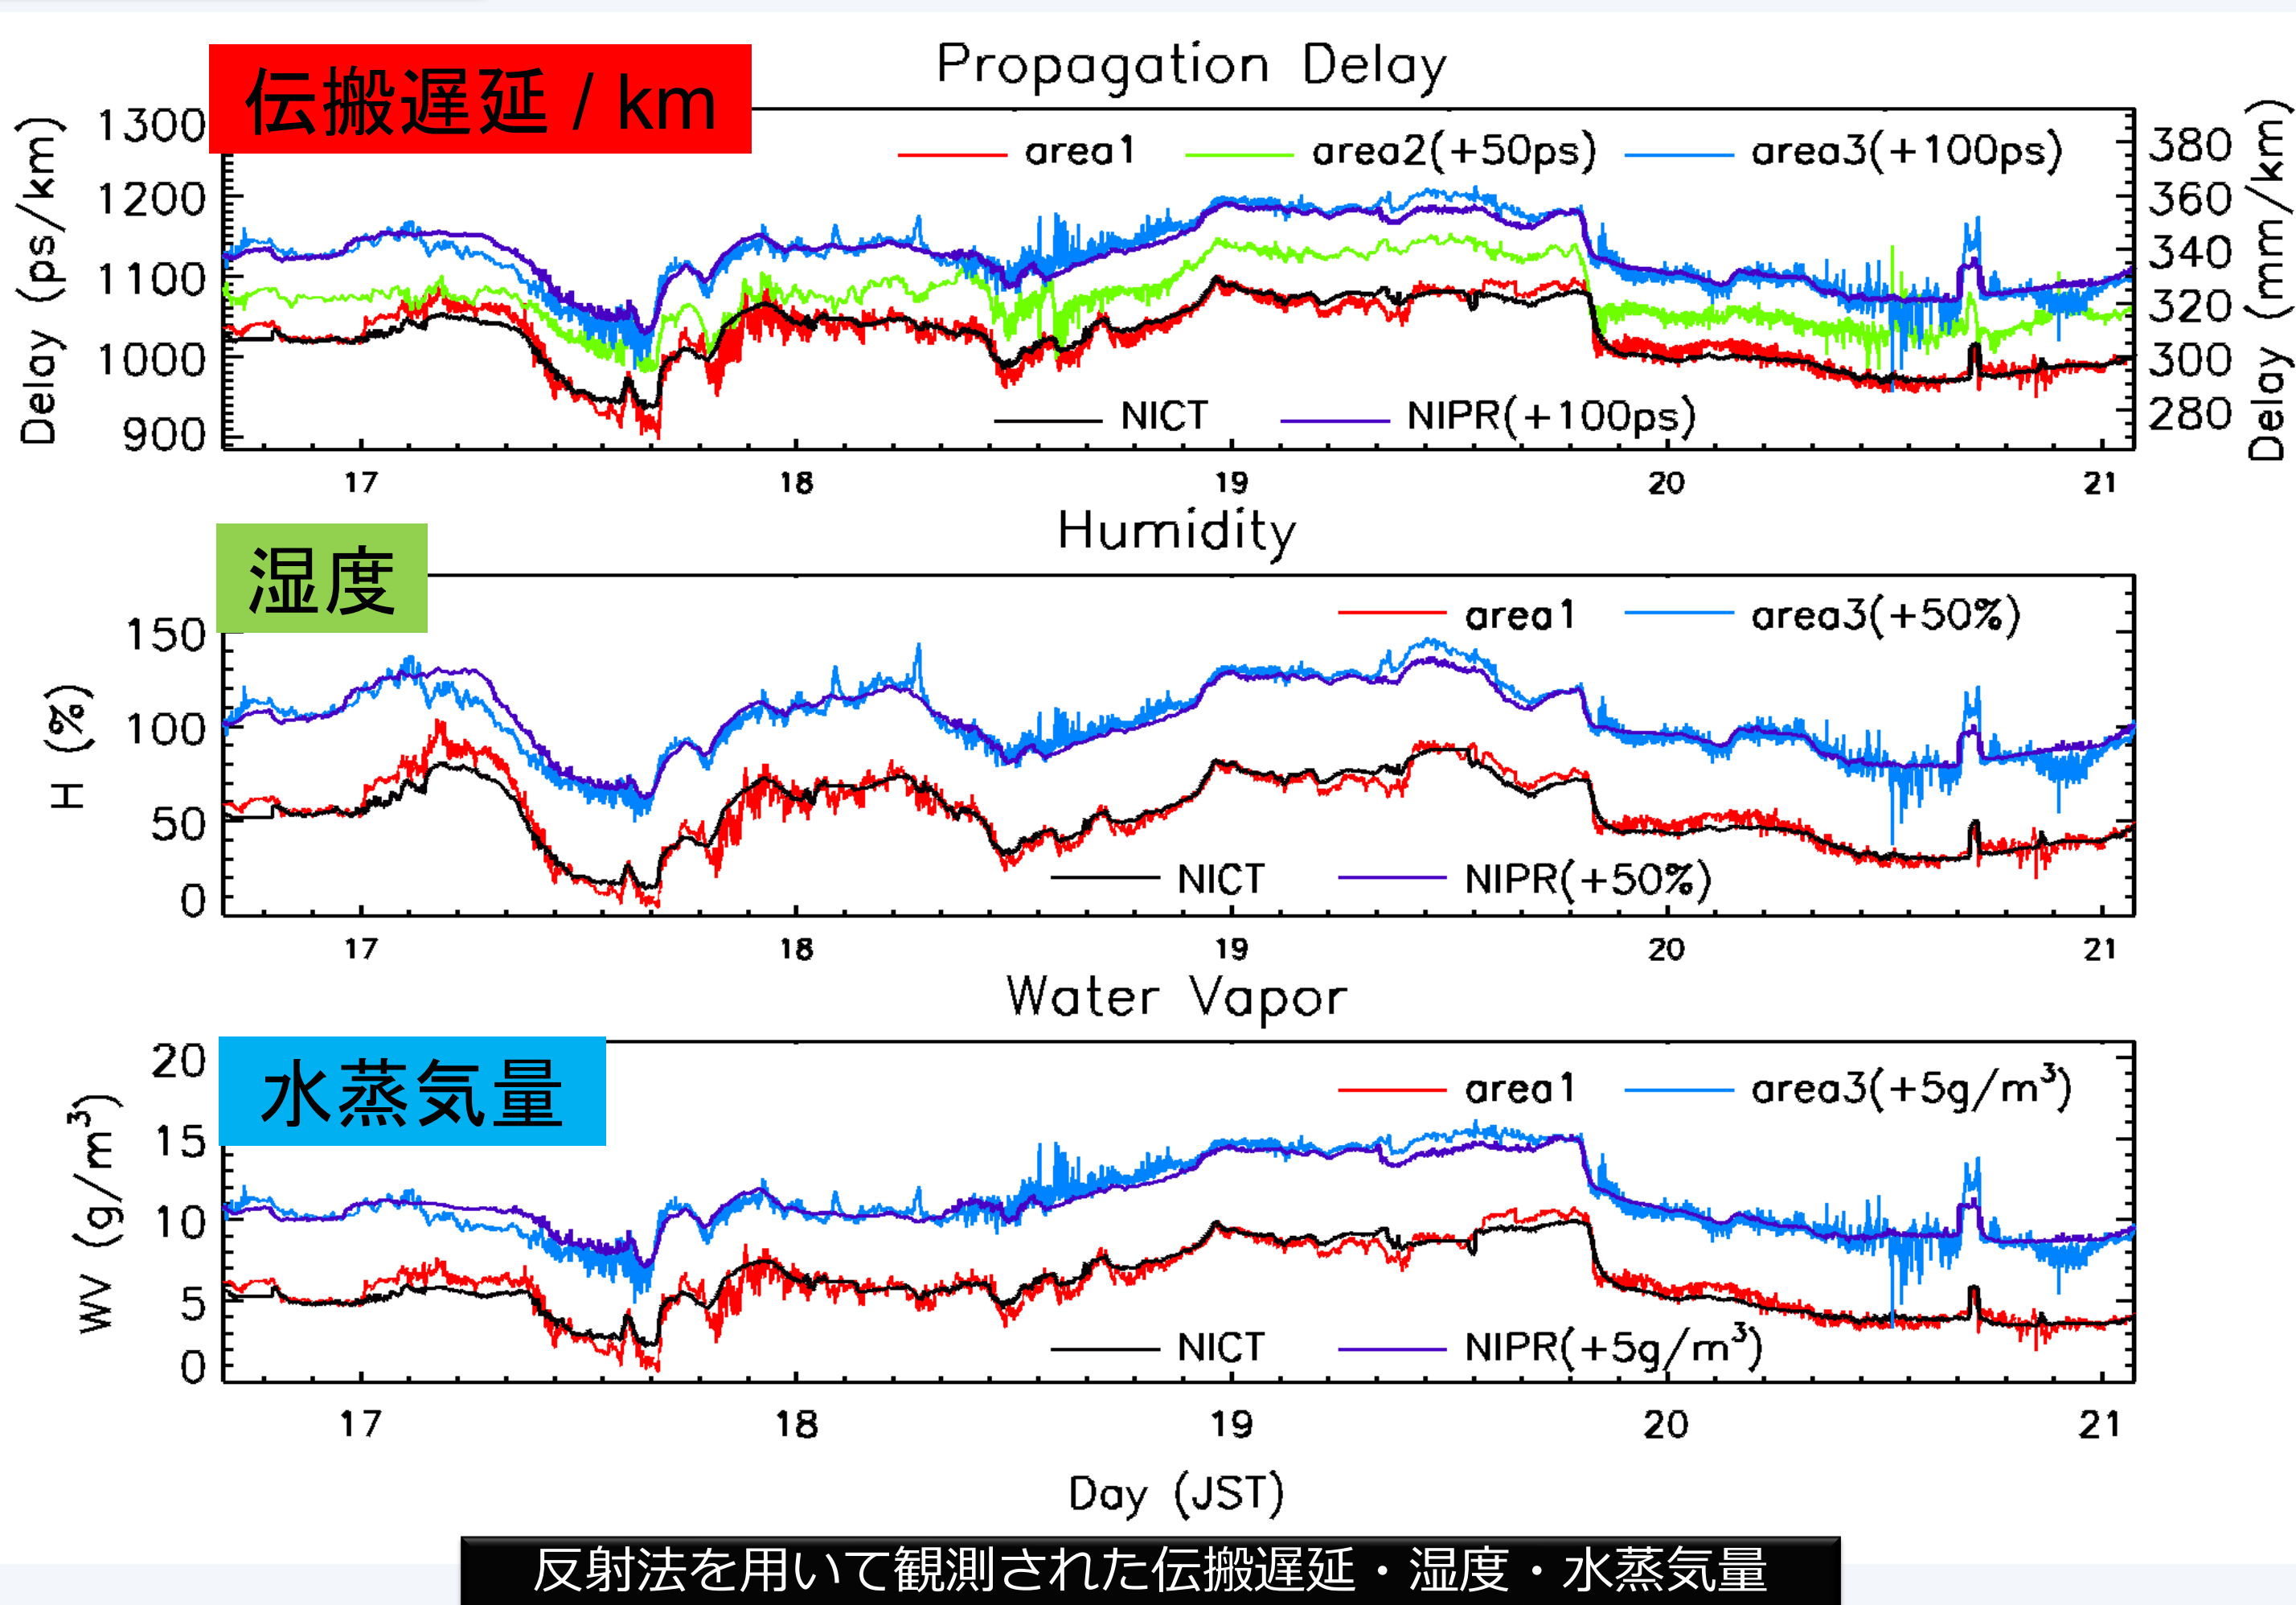 Propagation Delay
伝搬遅延 / km
Delay (ps/km)
1300
1200
1100
1000
900
area1
area2(+50ps)
area3(+100ps)
NICT
NIPR(+100ps)
380
360
340
320
300
280
Delay (mm/km)
17 18 19 20 21
Humidity
湿度
H (%)
150
100
50
0
area1
area3(+50%)
NICT
NIPR(+50%)
17 18 19 20 21
Water Vapor
水蒸気量
WV (g/m³)
20
15
10
5
0
area1
area3(+5g/m³)
NICT
NIPR(+5g/m³)
17 18 19 20 21
Day (JST)
反射法を用いて観測された伝搬遅延・湿度・水蒸気量